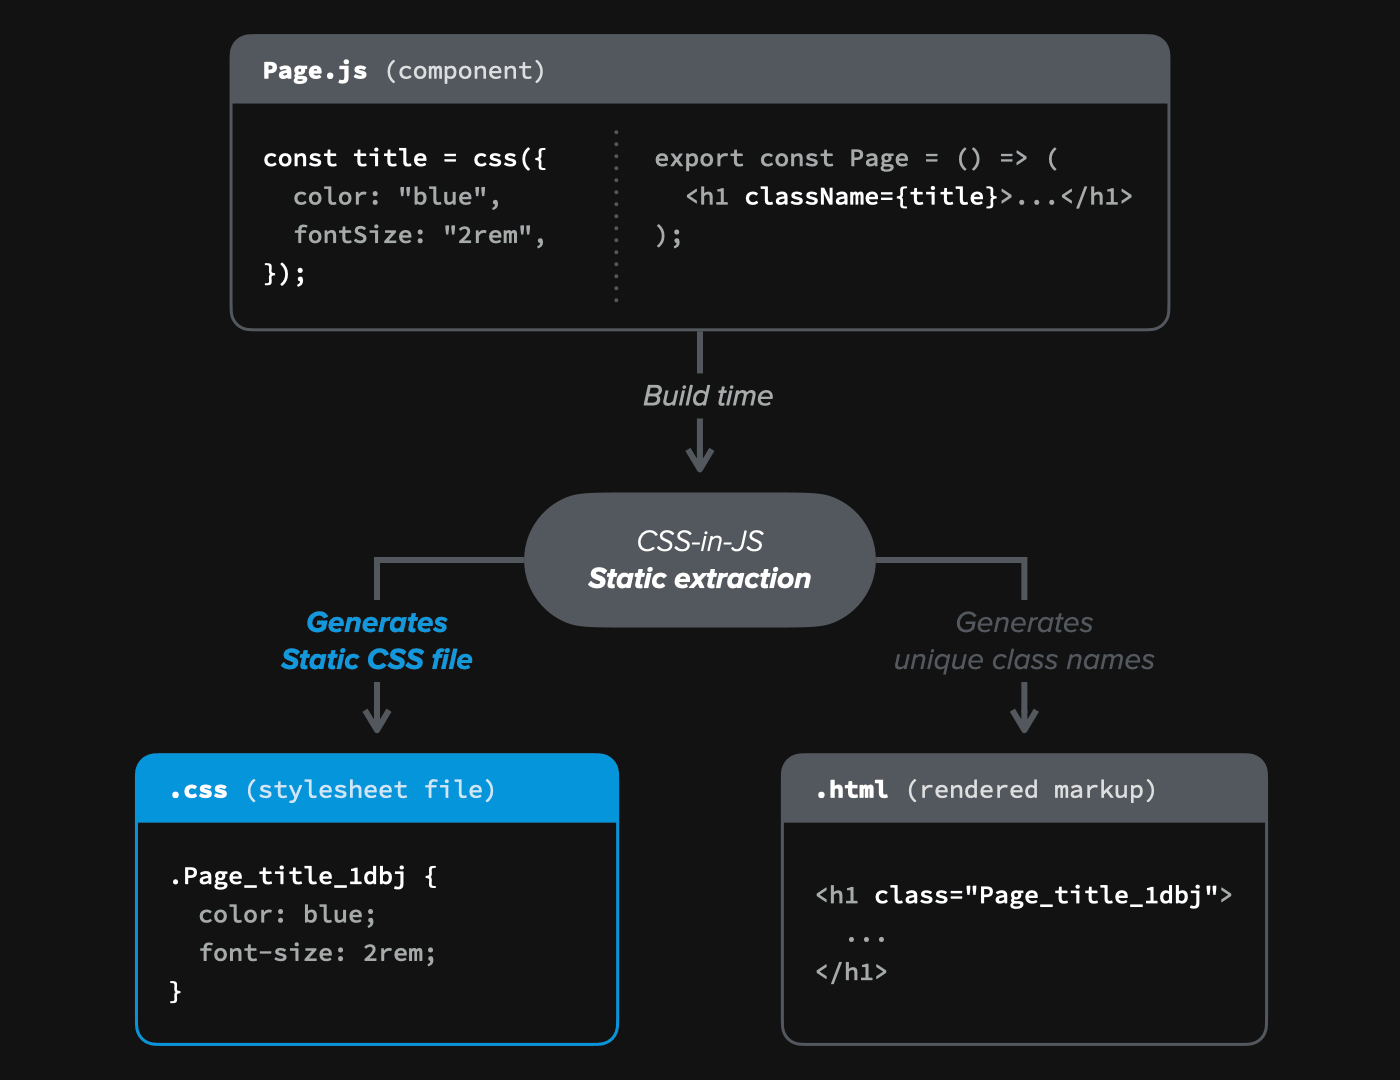 Page.js (component)
const title = css({
  color: "blue",
  fontSize: "2rem",
});
export const Page = () => (
  <h1 className={title}>...</h1>
);
Build time
CSS-in-JS
Static extraction
Generates
Static CSS file
Generates
unique class names
.css (stylesheet file)
.Page_title_1dbj {
  color: blue;
  font-size: 2rem;
}
.html (rendered markup)
<h1 class="Page_title_1dbj">
  ...
</h1>